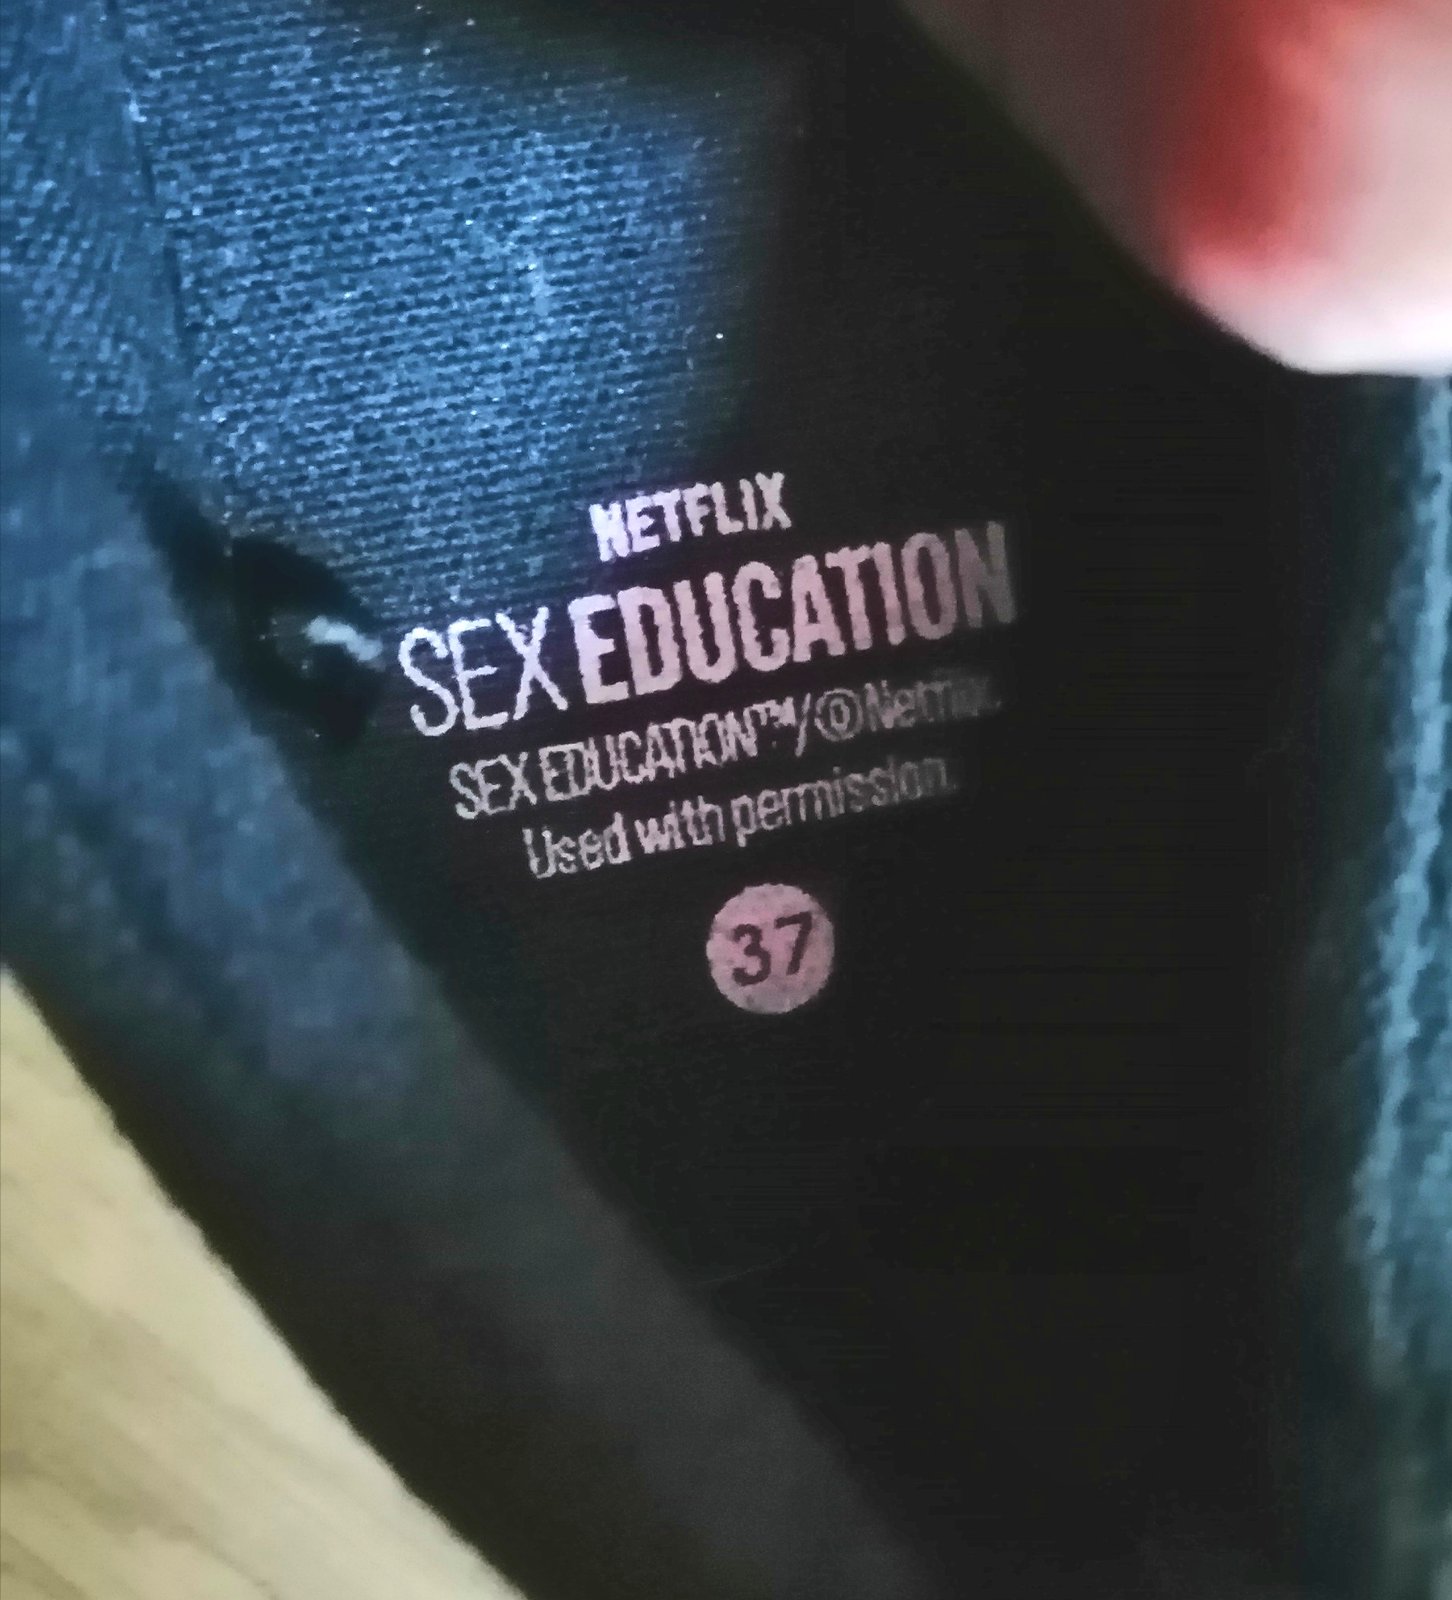 NETFLIX
SEX EDUCATION
SEX EDUCATION™/© Netflix.
Used with permission.
37